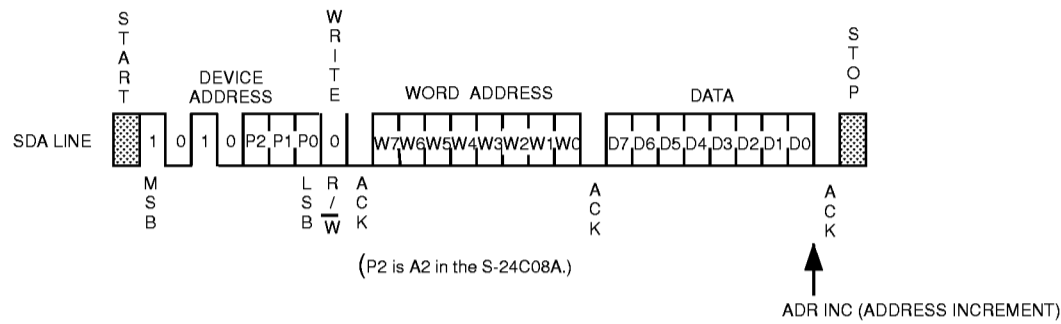 START
WRITE
STOP
DEVICE
ADDRESS
WORD ADDRESS
DATA
SDA LINE
1 0 1 0 P2 P1 P0 0 W7 W6 W5 W4 W3 W2 W1 W0 D7 D6 D5 D4 D3 D2 D1 D0
MSB
LSB
R/W̅
ACK
ACK
ACK
(P2 is A2 in the S-24C08A.)
ADR INC (ADDRESS INCREMENT)